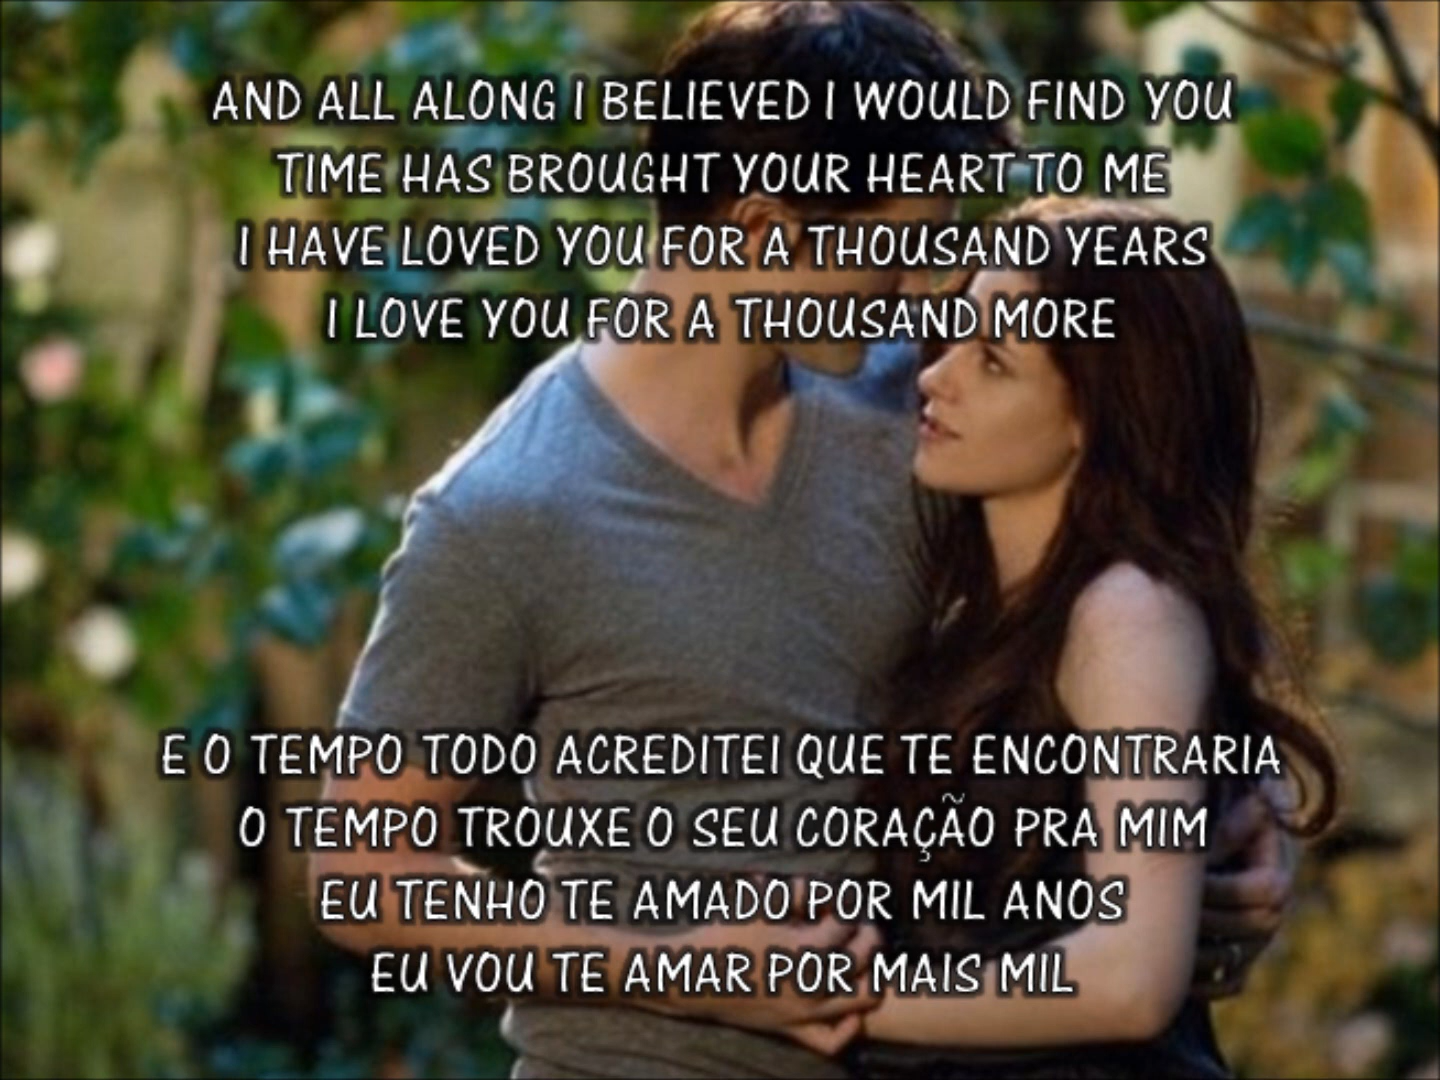 AND ALL ALONG I BELIEVED I WOULD FIND YOU
TIME HAS BROUGHT YOUR HEART TO ME
I HAVE LOVED YOU FOR A THOUSAND YEARS
I LOVE YOU FOR A THOUSAND MORE
E O TEMPO TODO ACREDITEI QUE TE ENCONTRARIA
O TEMPO TROUXE O SEU CORAÇÃO PRA MIM
EU TENHO TE AMADO POR MIL ANOS
EU VOU TE AMAR POR MAIS MIL